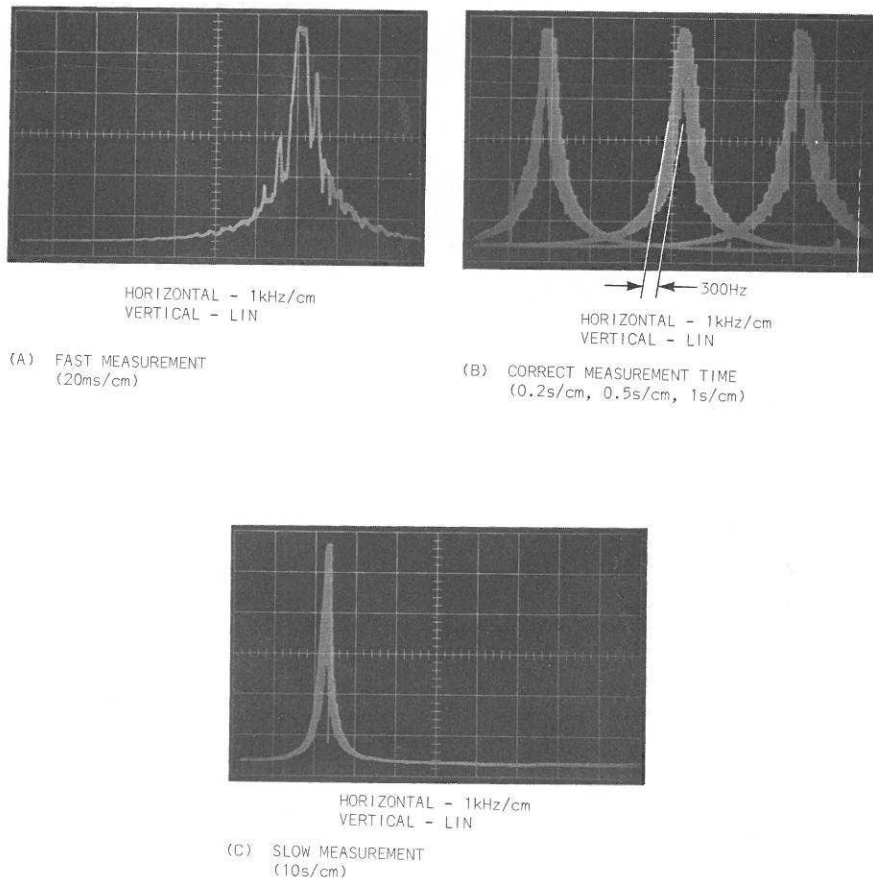 HORIZONTAL - 1kHz/cm
VERTICAL - LIN
(A) FAST MEASUREMENT
(20ms/cm)
300Hz
HORIZONTAL - 1kHz/cm
VERTICAL - LIN
(B) CORRECT MEASUREMENT TIME
(0.2s/cm, 0.5s/cm, 1s/cm)
HORIZONTAL - 1kHz/cm
VERTICAL - LIN
(C) SLOW MEASUREMENT
(10s/cm)